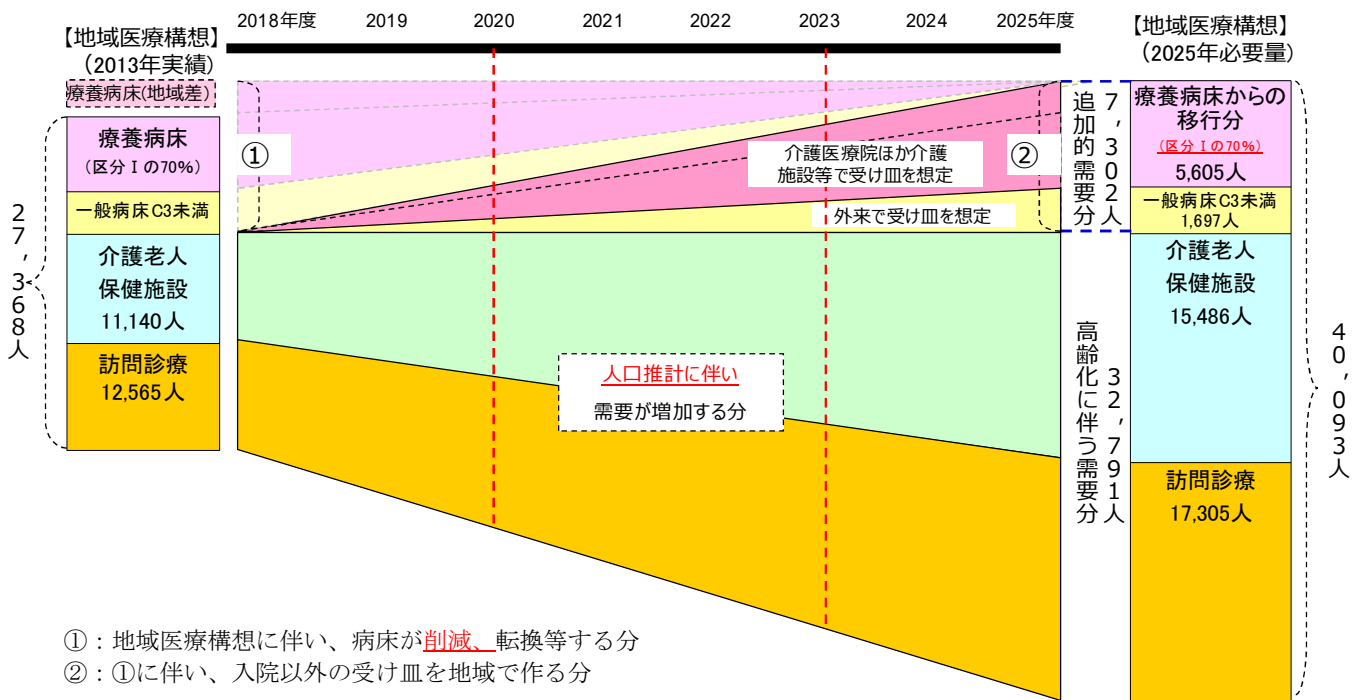 2018年度 2019 2020 2021 2022 2023 2024 2025年度
【地域医療構想】
(2013年実績)
療養病床(地域差)
療養病床
(区分Ⅰの70%)
一般病床C3未満
介護老人
保健施設
11,140人
訪問診療
12,565人
27,368人
①
介護医療院ほか介護
施設等で受け皿を想定
外来で受け皿を想定
②
人口推計に伴い
需要が増加する分
追加的需要分
7,302人
高齢化に伴う需要分
32,791人
【地域医療構想】
(2025年必要量)
療養病床からの
移行分
(区分Ⅰの70%)
5,605人
一般病床C3未満
1,697人
介護老人
保健施設
15,486人
訪問診療
17,305人
40,093人
①：地域医療構想に伴い、病床が削減、転換等する分
②：①に伴い、入院以外の受け皿を地域で作る分